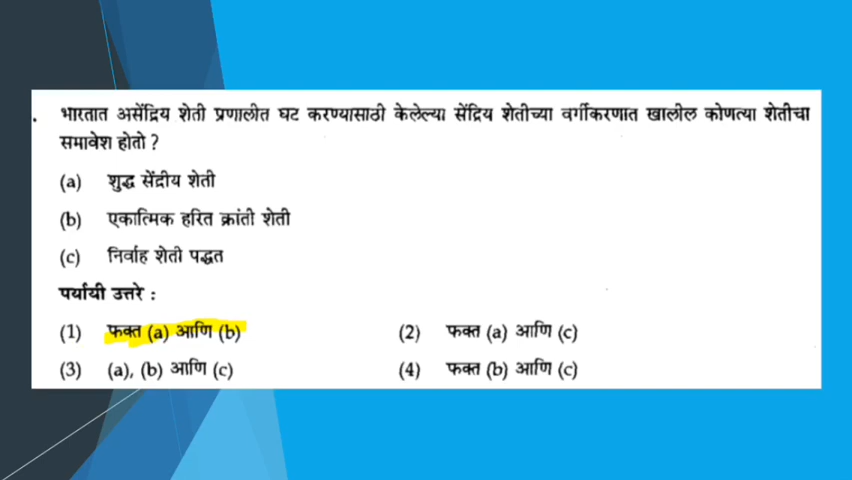 . भारतात असेंद्रिय शेती प्रणालीत घट करण्यासाठी केलेल्या सेंद्रिय शेतीच्या वर्गीकरणात खालील कोणत्या शेतीचा
समावेश होतो ?
(a) शुद्ध सेंद्रीय शेती
(b) एकात्मिक हरित क्रांती शेती
(c) निर्वाह शेती पद्धत
पर्यायी उत्तरे :
(1) फक्त (a) आणि (b) (2) फक्त (a) आणि (c)
(3) (a), (b) आणि (c) (4) फक्त (b) आणि (c)